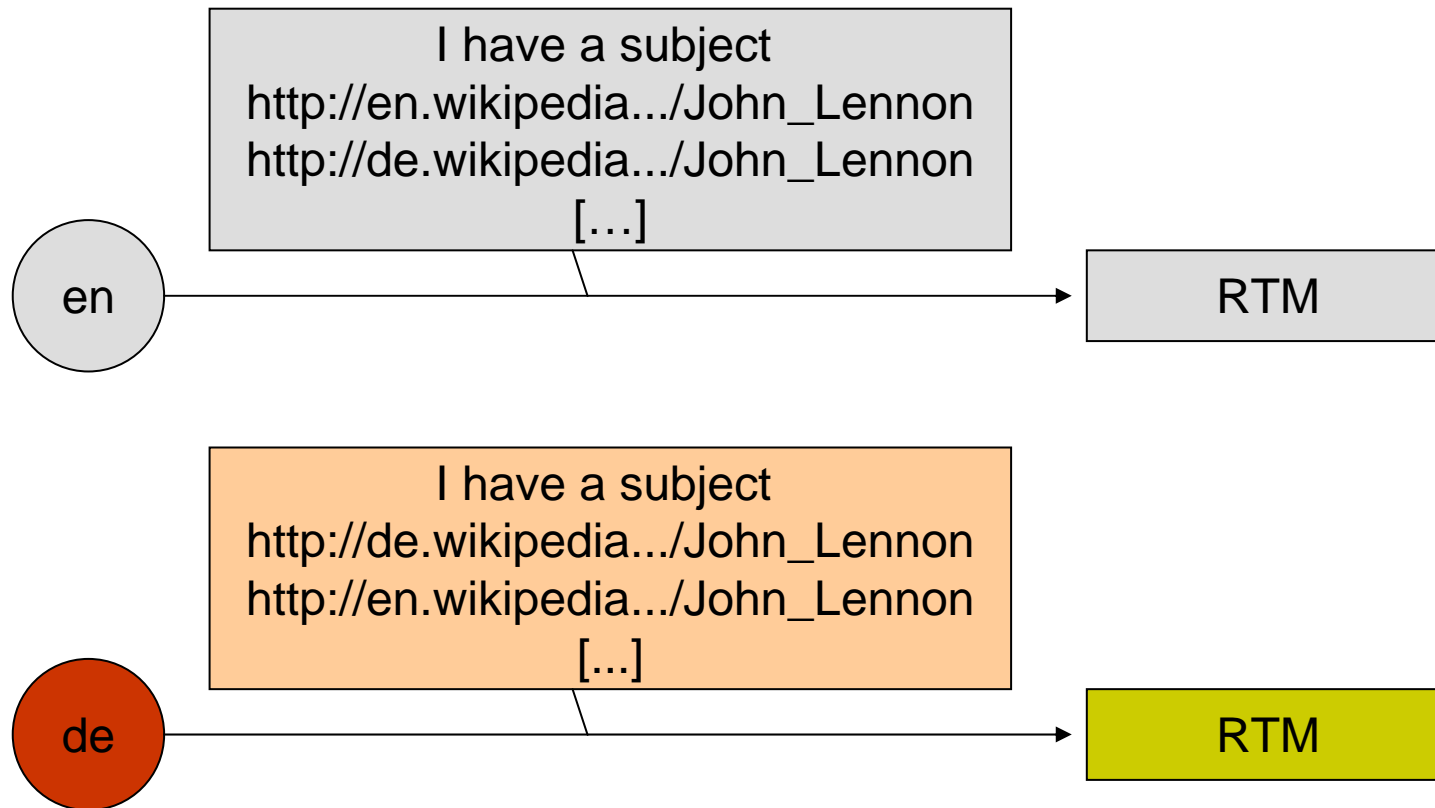 I have a subject
http://en.wikipedia.../John_Lennon
http://de.wikipedia.../John_Lennon
[…]
en
RTM
I have a subject
http://de.wikipedia.../John_Lennon
http://en.wikipedia.../John_Lennon
[...]
de
RTM